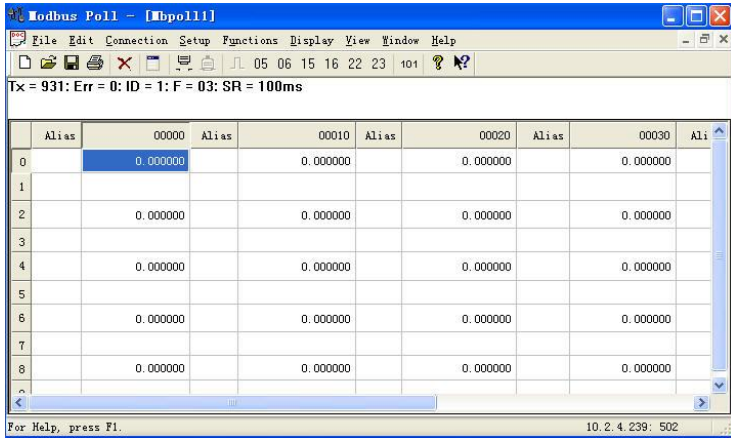 Modbus Poll - [Mbpoll1]
File Edit Connection Setup Functions Display View Window Help
05 06 15 16 22 23 101
Tx = 931: Err = 0: ID = 1: F = 03: SR = 100ms
Alias 00000 Alias 00010 Alias 00020 Alias 00030 Ali
0 0.000000 0.000000 0.000000 0.000000
1
2 0.000000 0.000000 0.000000 0.000000
3
4 0.000000 0.000000 0.000000 0.000000
5
6 0.000000 0.000000 0.000000 0.000000
7
8 0.000000 0.000000 0.000000 0.000000
For Help, press F1. 10.2.4.239: 502